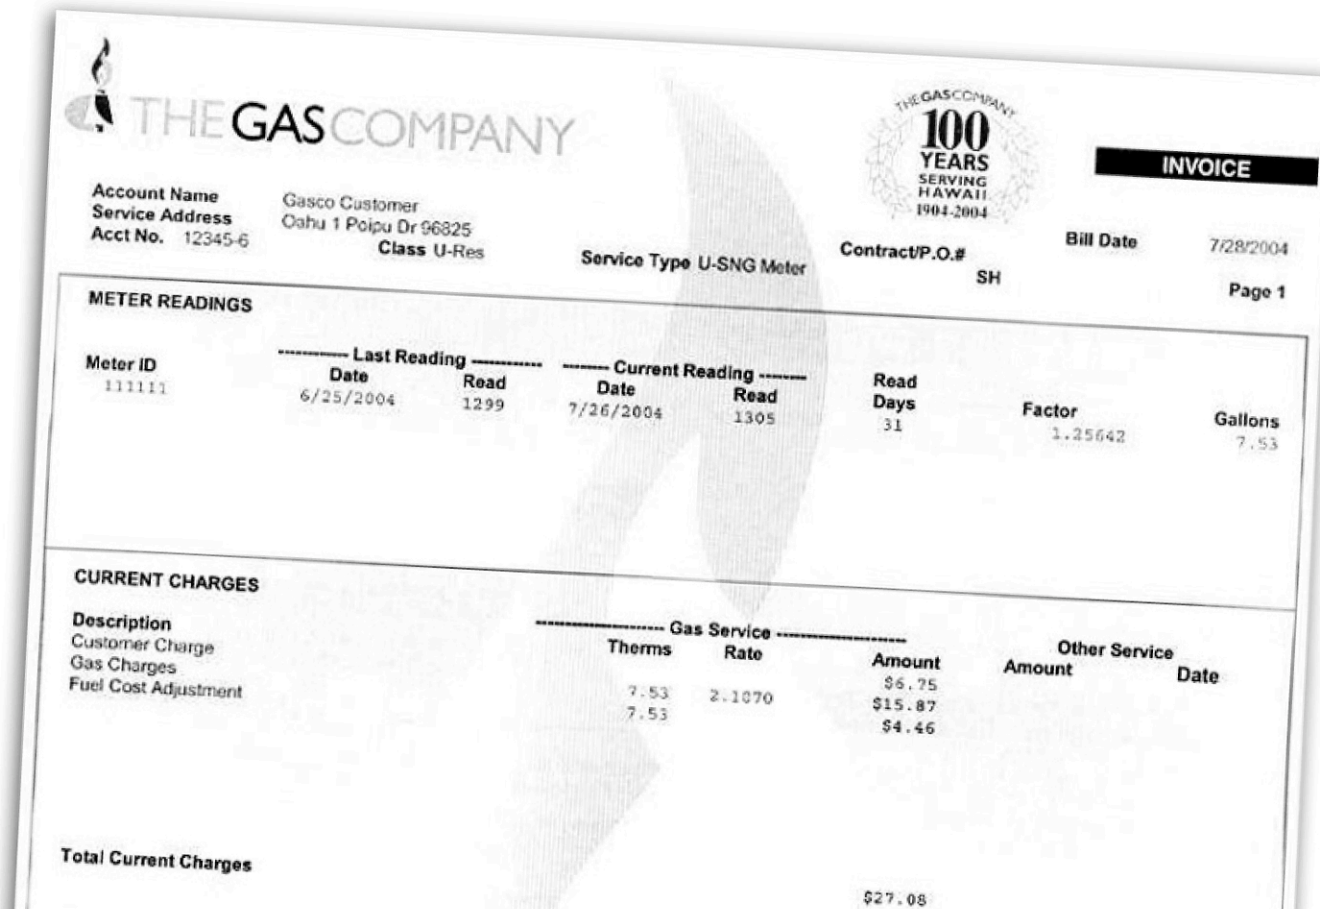 THE GAS COMPANY
THE GAS COMPANY
100
YEARS
SERVING
HAWAII
1904-2004
INVOICE
Account Name Gasco Customer
Service Address Oahu 1 Poipu Dr 96825
Acct No. 12345-6 Class U-Res Service Type U-SNG Meter Contract/P.O.# Bill Date 7/28/2004
SH Page 1
METER READINGS
------------ Last Reading ------------ -------- Current Reading -------- Read
Meter ID Date Read Date Read Days Factor Gallons
111111 6/25/2004 1299 7/26/2004 1305 31 1.25642 7.53
CURRENT CHARGES
---------------------- Gas Service ---------------------- Other Service
Description Therms Rate Amount Amount Date
Customer Charge $6.75
Gas Charges 7.53 2.1070 $15.87
Fuel Cost Adjustment 7.53 $4.46
Total Current Charges $27.08